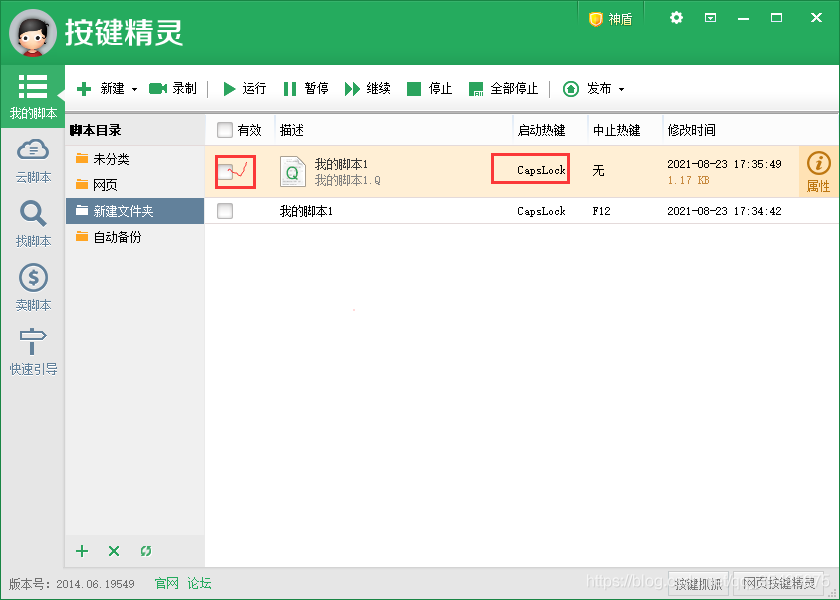 按键精灵
神盾
新建
录制
运行
暂停
继续
停止
全部停止
发布
我的脚本
云脚本
找脚本
卖脚本
快速引导
脚本目录
未分类
网页
新建文件夹
自动备份
有效 描述 启动热键 中止热键 修改时间
我的脚本1
我的脚本1.Q
CapsLock
无
2021-08-23 17:35:49
1.17 KB
属性
我的脚本1 CapsLock F12 2021-08-23 17:34:42
版本号：2014.06.19549
官网
论坛
按键抓抓
网页按键精灵
https://blog.